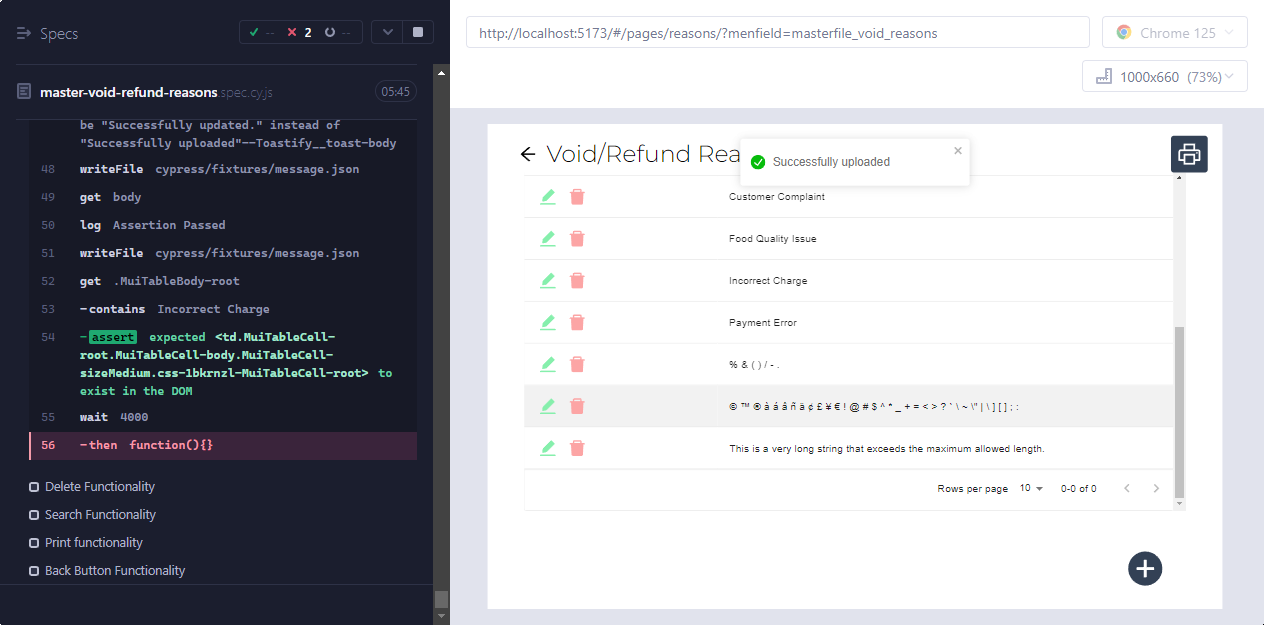 Specs
-- 2 --
master-void-refund-reasons.spec.cy.js 05:45
be "Successfully updated." instead of
"Successfully uploaded"--Toastify__toast-body
48 writeFile cypress/fixtures/message.json
49 get body
50 log Assertion Passed
51 writeFile cypress/fixtures/message.json
52 get .MuiTableBody-root
53 -contains Incorrect Charge
54 -assert expected <td.MuiTableCell-
root.MuiTableCell-body.MuiTableCell-
sizeMedium.css-1bkrnzl-MuiTableCell-root> to
exist in the DOM
55 wait 4000
56 -then function(){}
Delete Functionality
Search Functionality
Print functionality
Back Button Functionality
http://localhost:5173/#/pages/reasons/?menfield=masterfile_void_reasons
Chrome 125
1000x660 (73%)
Void/Refund Rea
Successfully uploaded
Customer Complaint
Food Quality Issue
Incorrect Charge
Payment Error
% & ( ) / - .
© ™ ® à á â ñ ä ¢ £ ¥ € ! @ # $ ^ * _ + = < > ? ` \ ~ \" | \ ] [ ] ; :
This is a very long string that exceeds the maximum allowed length.
Rows per page 10 0-0 of 0